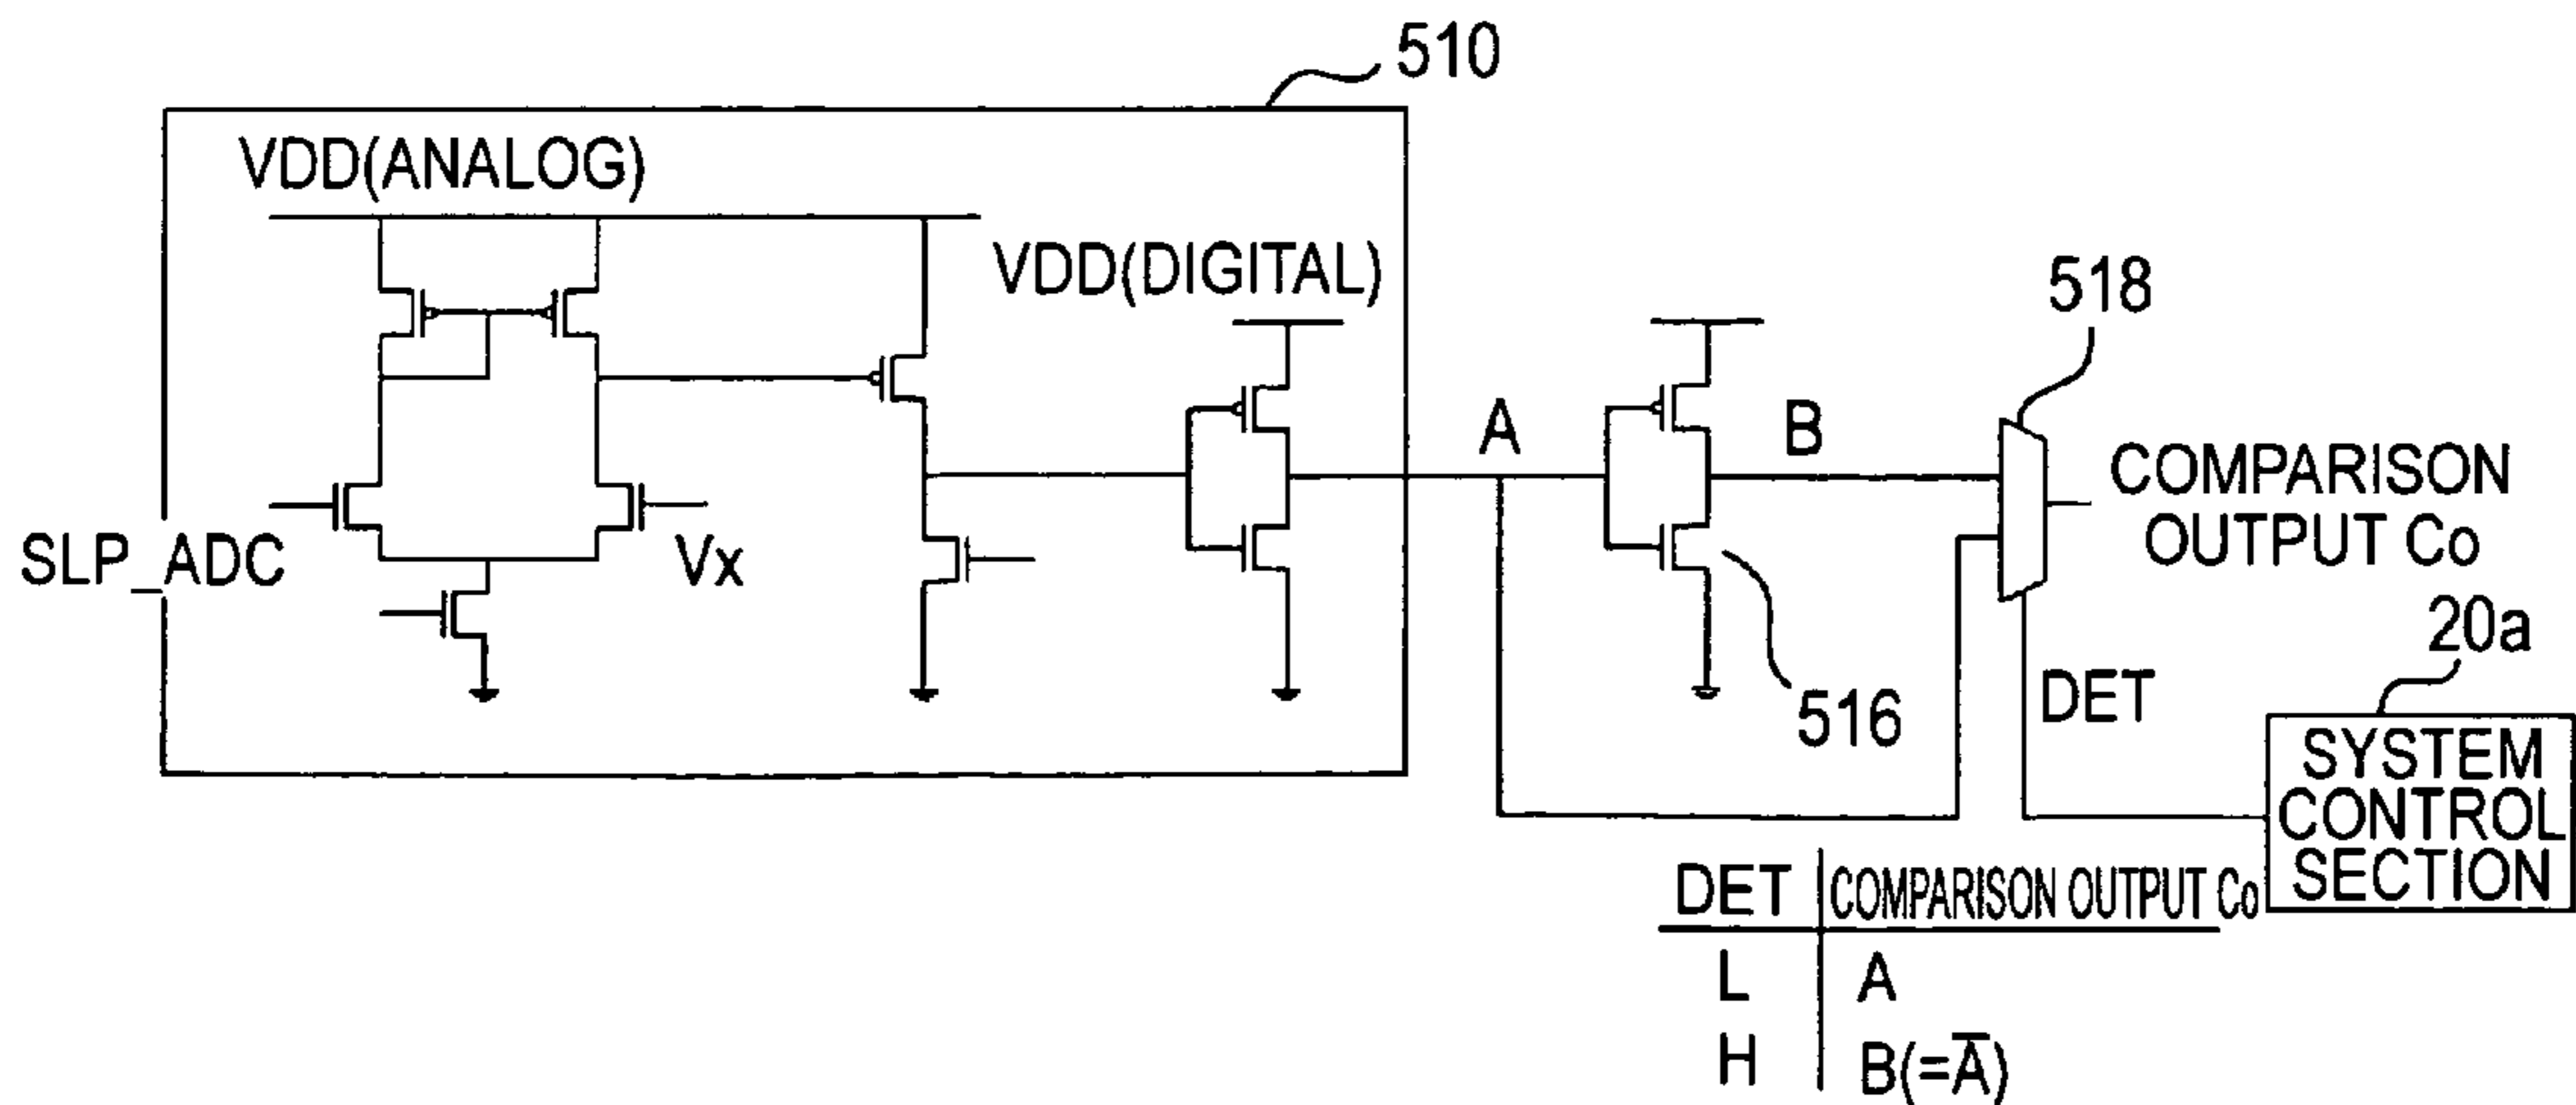 510
VDD(ANALOG)
VDD(DIGITAL)
518
A
B
COMPARISON
OUTPUT Co
SLP_ADC
Vx
20a
DET
516
SYSTEM
CONTROL
SECTION
DET COMPARISON OUTPUT Co
L A
H B(=A̅)